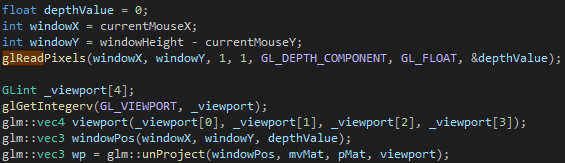 float depthValue = 0;
int windowX = currentMouseX;
int windowY = windowHeight - currentMouseY;
glReadPixels(windowX, windowY, 1, 1, GL_DEPTH_COMPONENT, GL_FLOAT, &depthValue);
GLint _viewport[4];
glGetIntegerv(GL_VIEWPORT, _viewport);
glm::vec4 viewport(_viewport[0], _viewport[1], _viewport[2], _viewport[3]);
glm::vec3 windowPos(windowX, windowY, depthValue);
glm::vec3 wp = glm::unProject(windowPos, mvMat, pMat, viewport);